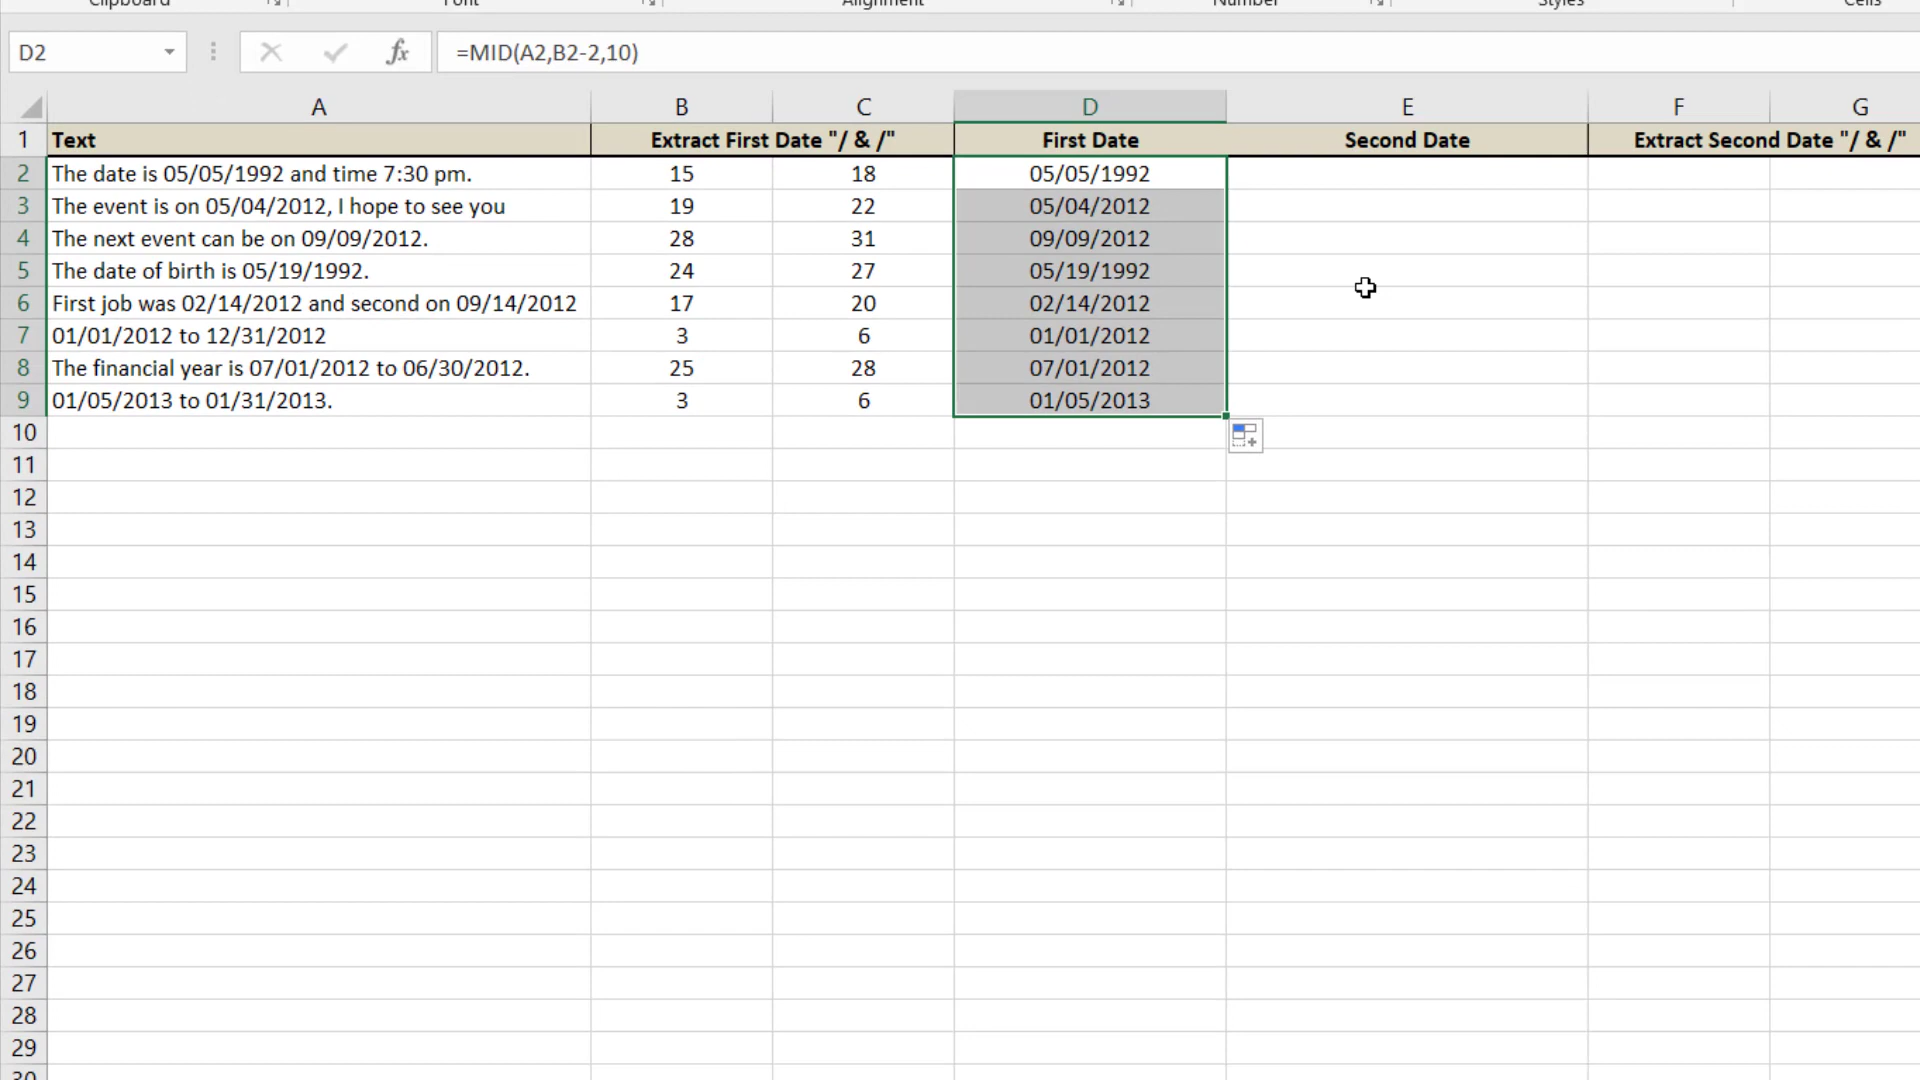 Clipboard Font Alignment Number Styles Cells
D2 fx =MID(A2,B2-2,10)
A B C D E F G
1 Text Extract First Date "/ & /" First Date Second Date Extract Second Date "/ & /"
2 The date is 05/05/1992 and time 7:30 pm. 15 18 05/05/1992
3 The event is on 05/04/2012, I hope to see you 19 22 05/04/2012
4 The next event can be on 09/09/2012. 28 31 09/09/2012
5 The date of birth is 05/19/1992. 24 27 05/19/1992
6 First job was 02/14/2012 and second on 09/14/2012 17 20 02/14/2012
7 01/01/2012 to 12/31/2012 3 6 01/01/2012
8 The financial year is 07/01/2012 to 06/30/2012. 25 28 07/01/2012
9 01/05/2013 to 01/31/2013. 3 6 01/05/2013
10
11
12
13
14
15
16
17
18
19
20
21
22
23
24
25
26
27
28
29
30